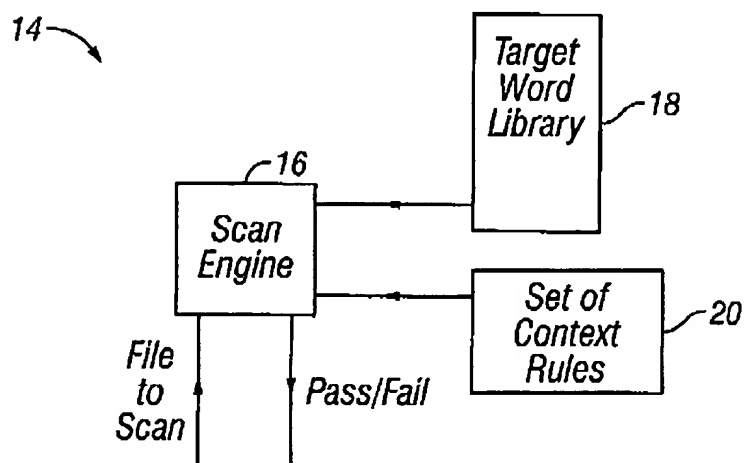 14
Target
Word
Library
18
16
Scan
Engine
Set of
Context
Rules
20
File
to
Scan
Pass/Fail